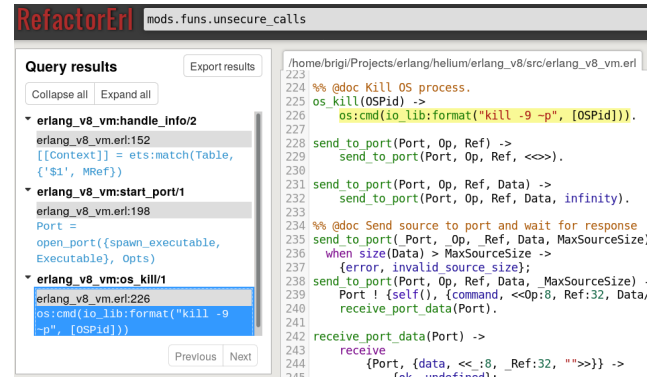 RefactorErl mods.funs.unsecure_calls
Query results Export results
Collapse all Expand all
erlang_v8_vm:handle_info/2
erlang_v8_vm.erl:152
[[Context]] = ets:match(Table,
{'$1', MRef})
erlang_v8_vm:start_port/1
erlang_v8_vm.erl:198
Port =
open_port({spawn_executable,
Executable}, Opts)
erlang_v8_vm:os_kill/1
erlang_v8_vm.erl:226
os:cmd(io_lib:format("kill -9
~p", [OSPid]))
Previous Next
/home/brigi/Projects/erlang/helium/erlang_v8/src/erlang_v8_vm.erl
223
224 %% @doc Kill OS process.
225 os_kill(OSPid) ->
226 os:cmd(io_lib:format("kill -9 ~p", [OSPid])).
227
228 send_to_port(Port, Op, Ref) ->
229 send_to_port(Port, Op, Ref, <<>>).
230
231 send_to_port(Port, Op, Ref, Data) ->
232 send_to_port(Port, Op, Ref, Data, infinity).
233
234 %% @doc Send source to port and wait for response
235 send_to_port(_Port, _Op, _Ref, Data, MaxSourceSize)
236 when size(Data) > MaxSourceSize ->
237 {error, invalid_source_size};
238 send_to_port(Port, Op, Ref, Data, _MaxSourceSize) -
239 Port ! {self(), {command, <<Op:8, Ref:32, Data/
240 receive_port_data(Port).
241
242 receive_port_data(Port) ->
243 receive
244 {Port, {data, <<_:8, _Ref:32, "">>}} ->
245 {ok, undefined};